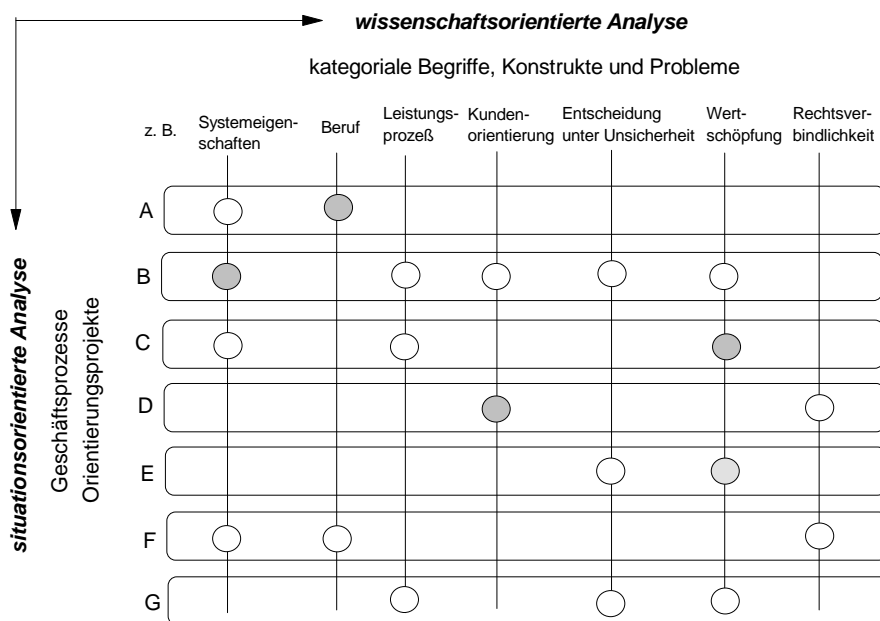 wissenschaftsorientierte Analyse
kategoriale Begriffe, Konstrukte und Probleme
z. B.
Systemeigen-
schaften
Beruf
Leistungs-
prozeß
Kunden-
orientierung
Entscheidung
unter Unsicherheit
Wert-
schöpfung
Rechtsver-
bindlichkeit
situationsorientierte Analyse
Geschäftsprozesse
Orientierungsprojekte
A
B
C
D
E
F
G